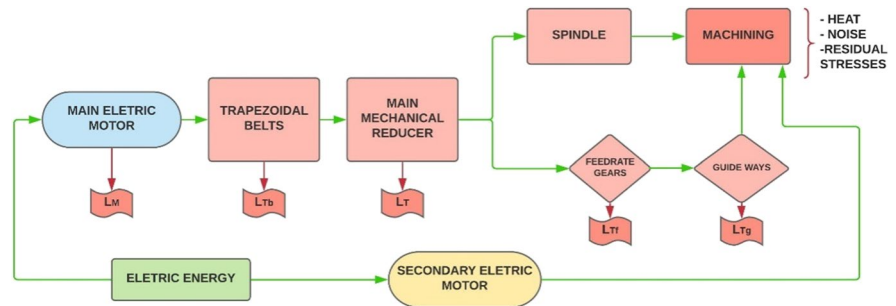 SPINDLE
MACHINING
- HEAT
- NOISE
-RESIDUAL
STRESSES
MAIN ELETRIC
MOTOR
TRAPEZOIDAL
BELTS
MAIN
MECHANICAL
REDUCER
FEEDRATE
GEARS
GUIDE WAYS
LM
LTb
LT
LTf
LTg
ELETRIC ENERGY
SECONDARY ELETRIC
MOTOR